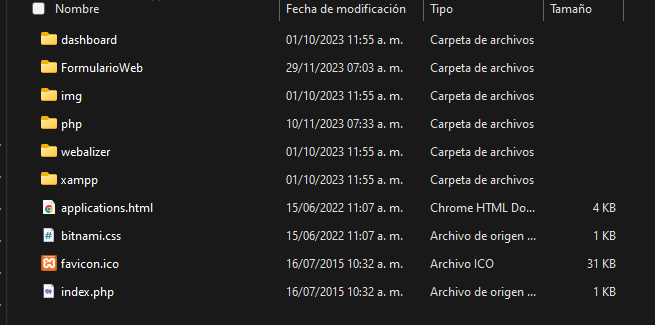 Nombre Fecha de modificación Tipo Tamaño
dashboard 01/10/2023 11:55 a. m. Carpeta de archivos
FormularioWeb 29/11/2023 07:03 a. m. Carpeta de archivos
img 01/10/2023 11:55 a. m. Carpeta de archivos
php 10/11/2023 07:33 a. m. Carpeta de archivos
webalizer 01/10/2023 11:55 a. m. Carpeta de archivos
xampp 01/10/2023 11:55 a. m. Carpeta de archivos
applications.html 15/06/2022 11:07 a. m. Chrome HTML Do... 4 KB
bitnami.css 15/06/2022 11:07 a. m. Archivo de origen ... 1 KB
favicon.ico 16/07/2015 10:32 a. m. Archivo ICO 31 KB
index.php 16/07/2015 10:32 a. m. Archivo de origen ... 1 KB